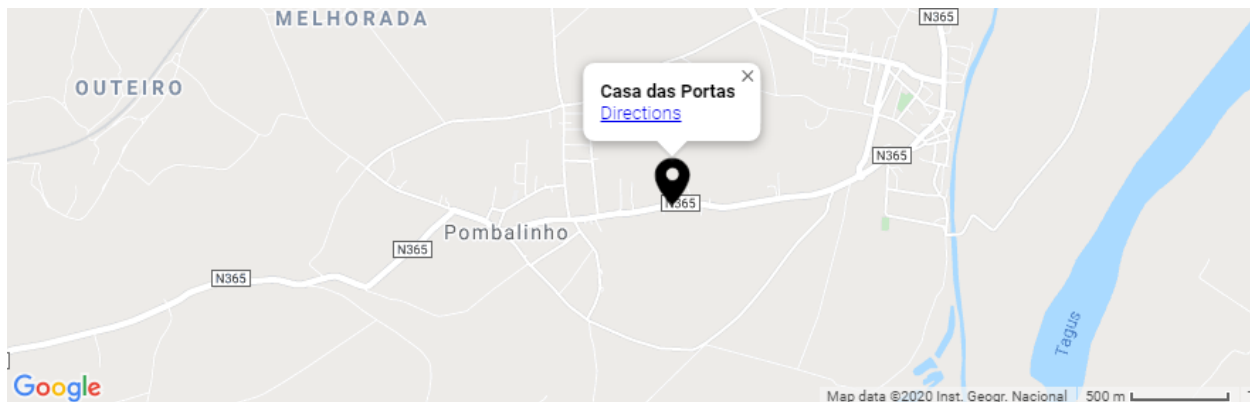 MELHORADA
N365
OUTEIRO
Casa das Portas
Directions
N365
N365
Pombalinho
N365
N365
Tagus
Google
Map data ©2020 Inst. Geogr. Nacional
500 m